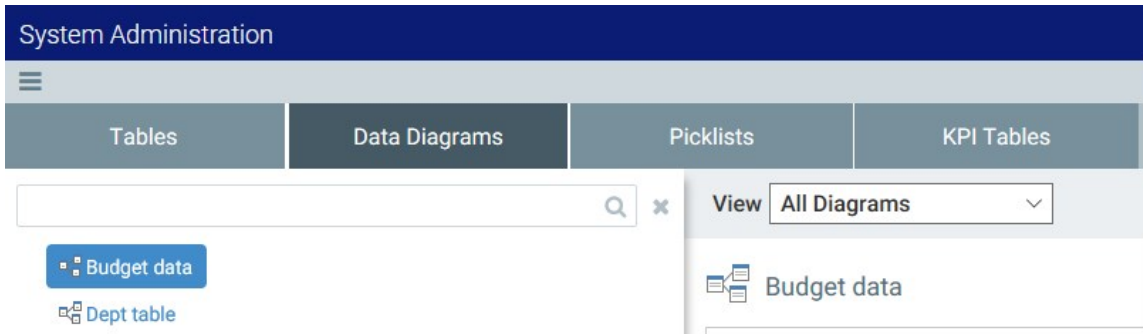 System Administration
Tables Data Diagrams Picklists KPI Tables
View All Diagrams
Budget data
Dept table
Budget data